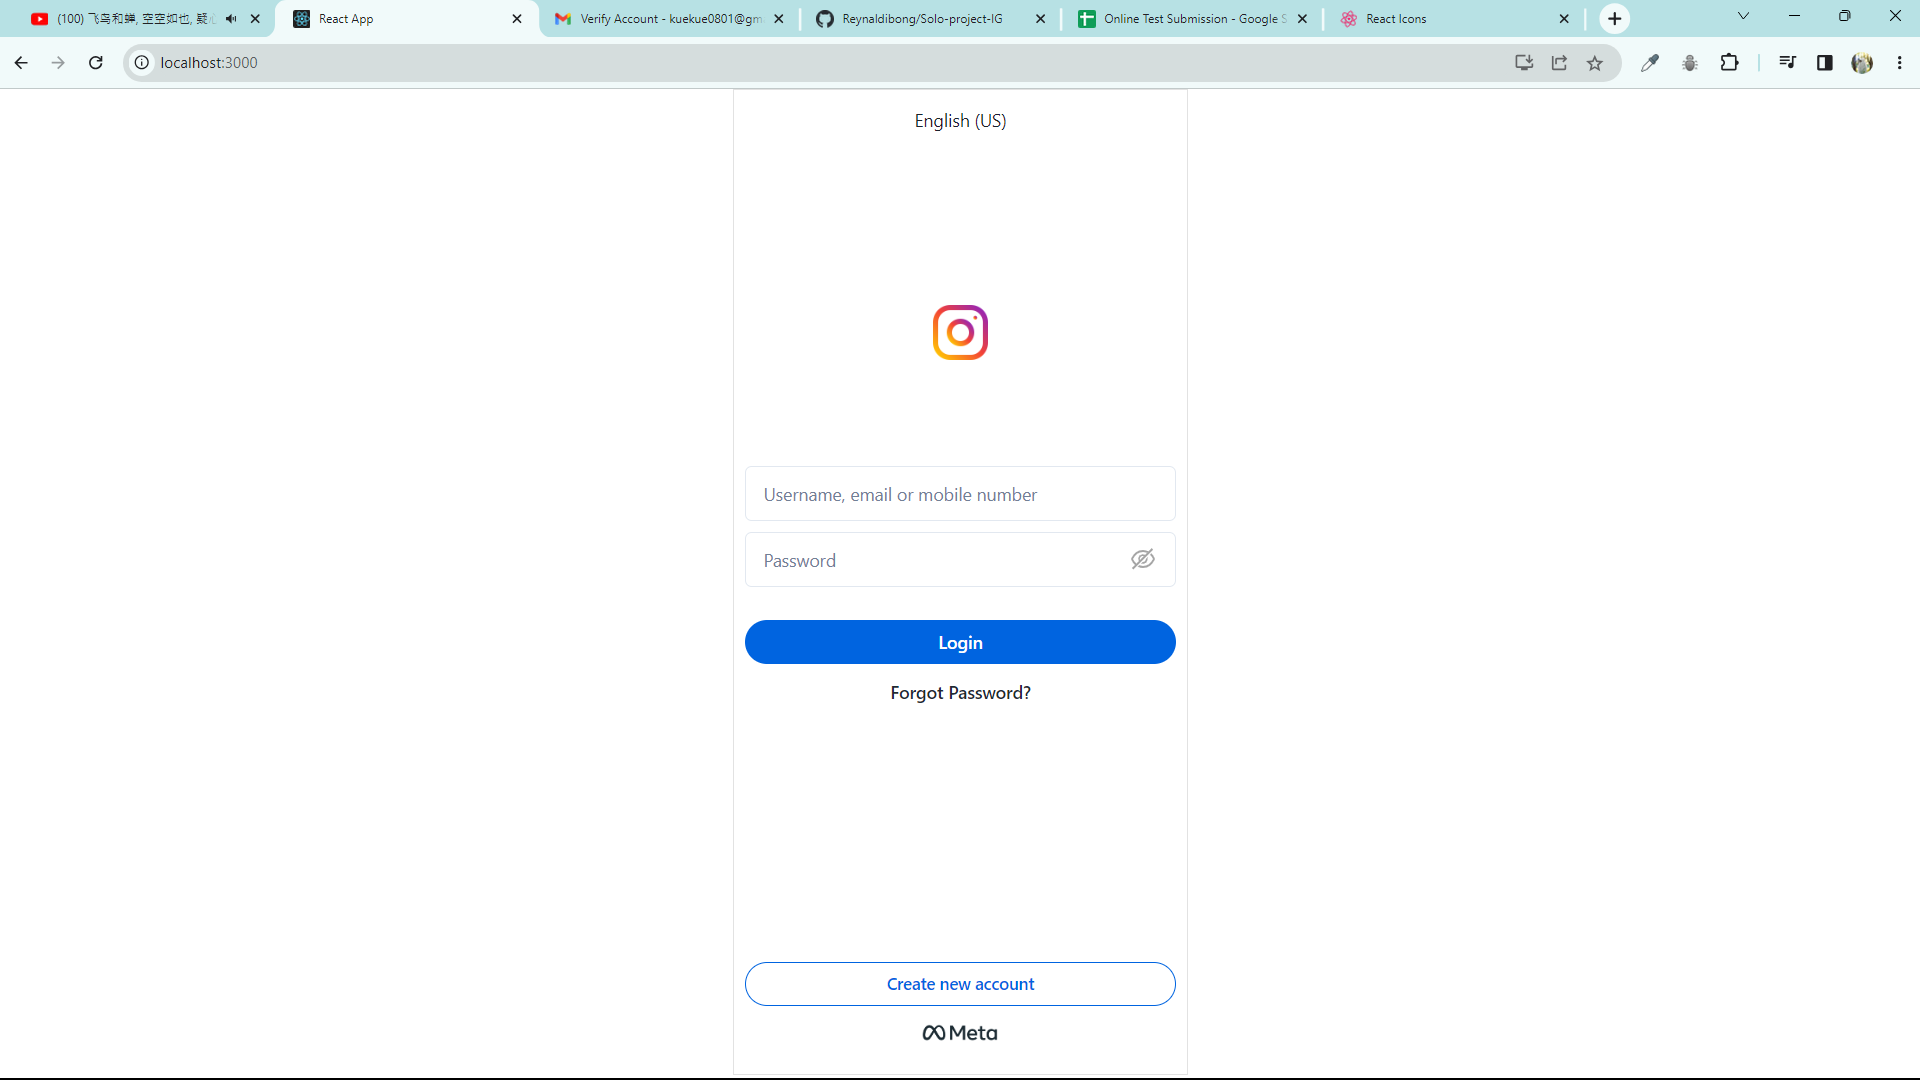 (100) 飞鸟和蝉, 空空如也, 疑心
React App
Verify Account - kuekue0801@gm
Reynaldibong/Solo-project-IG
Online Test Submission - Google S
React Icons
localhost:3000
English (US)
Username, email or mobile number
Password
Login
Forgot Password?
Create new account
Meta